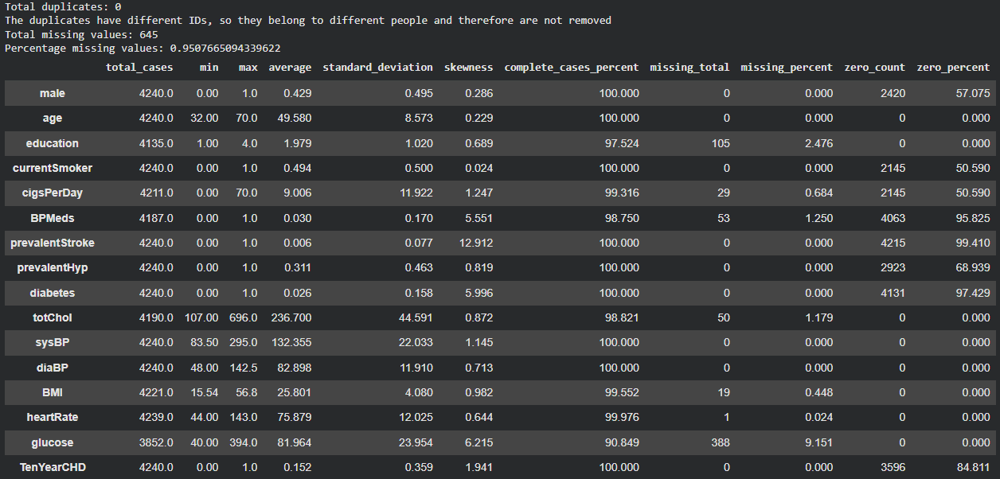 Total duplicates: 0
The duplicates have different IDs, so they belong to different people and therefore are not removed
Total missing values: 645
Percentage missing values: 0.9507665094339622
total_cases min max average standard_deviation skewness complete_cases_percent missing_total missing_percent zero_count zero_percent
male 4240.0 0.00 1.0 0.429 0.495 0.286 100.000 0 0.000 2420 57.075
age 4240.0 32.00 70.0 49.580 8.573 0.229 100.000 0 0.000 0 0.000
education 4135.0 1.00 4.0 1.979 1.020 0.689 97.524 105 2.476 0 0.000
currentSmoker 4240.0 0.00 1.0 0.494 0.500 0.024 100.000 0 0.000 2145 50.590
cigsPerDay 4211.0 0.00 70.0 9.006 11.922 1.247 99.316 29 0.684 2145 50.590
BPMeds 4187.0 0.00 1.0 0.030 0.170 5.551 98.750 53 1.250 4063 95.825
prevalentStroke 4240.0 0.00 1.0 0.006 0.077 12.912 100.000 0 0.000 4215 99.410
prevalentHyp 4240.0 0.00 1.0 0.311 0.463 0.819 100.000 0 0.000 2923 68.939
diabetes 4240.0 0.00 1.0 0.026 0.158 5.996 100.000 0 0.000 4131 97.429
totChol 4190.0 107.00 696.0 236.700 44.591 0.872 98.821 50 1.179 0 0.000
sysBP 4240.0 83.50 295.0 132.355 22.033 1.145 100.000 0 0.000 0 0.000
diaBP 4240.0 48.00 142.5 82.898 11.910 0.713 100.000 0 0.000 0 0.000
BMI 4221.0 15.54 56.8 25.801 4.080 0.982 99.552 19 0.448 0 0.000
heartRate 4239.0 44.00 143.0 75.879 12.025 0.644 99.976 1 0.024 0 0.000
glucose 3852.0 40.00 394.0 81.964 23.954 6.215 90.849 388 9.151 0 0.000
TenYearCHD 4240.0 0.00 1.0 0.152 0.359 1.941 100.000 0 0.000 3596 84.811